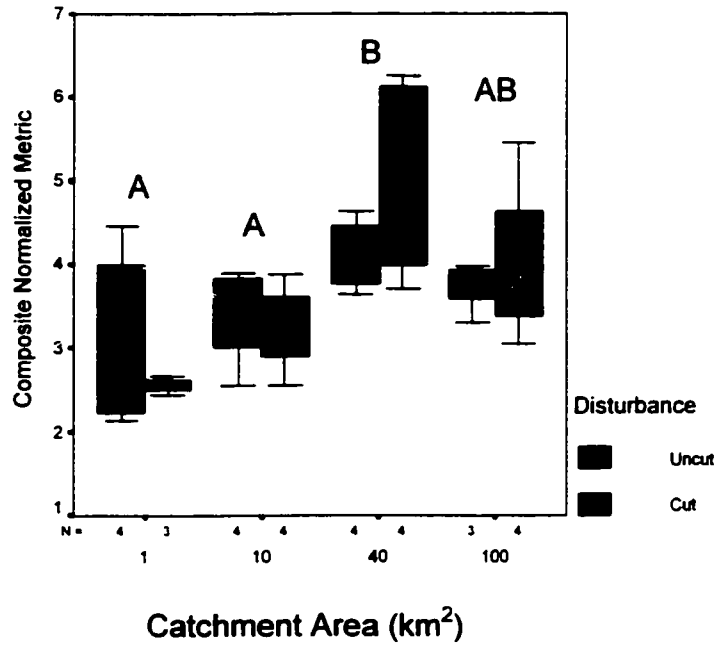 7
6
5
4
3
2
1
Composite Normalized Metric
A
A
B
AB
Disturbance
Uncut
Cut
N = 4 3 4 4 4 4 3 4
1 10 40 100
Catchment Area (km²)